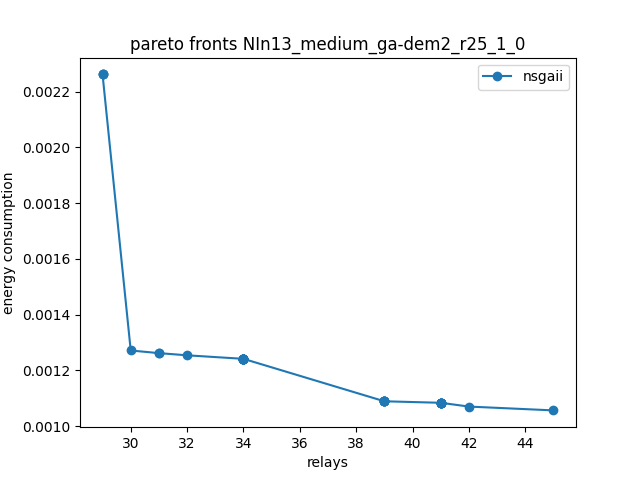 pareto fronts NIn13_medium_ga-dem2_r25_1_0
nsgaii
0.0022
0.0020
0.0018
0.0016
0.0014
0.0012
0.0010
energy consumption
30 32 34 36 38 40 42 44
relays